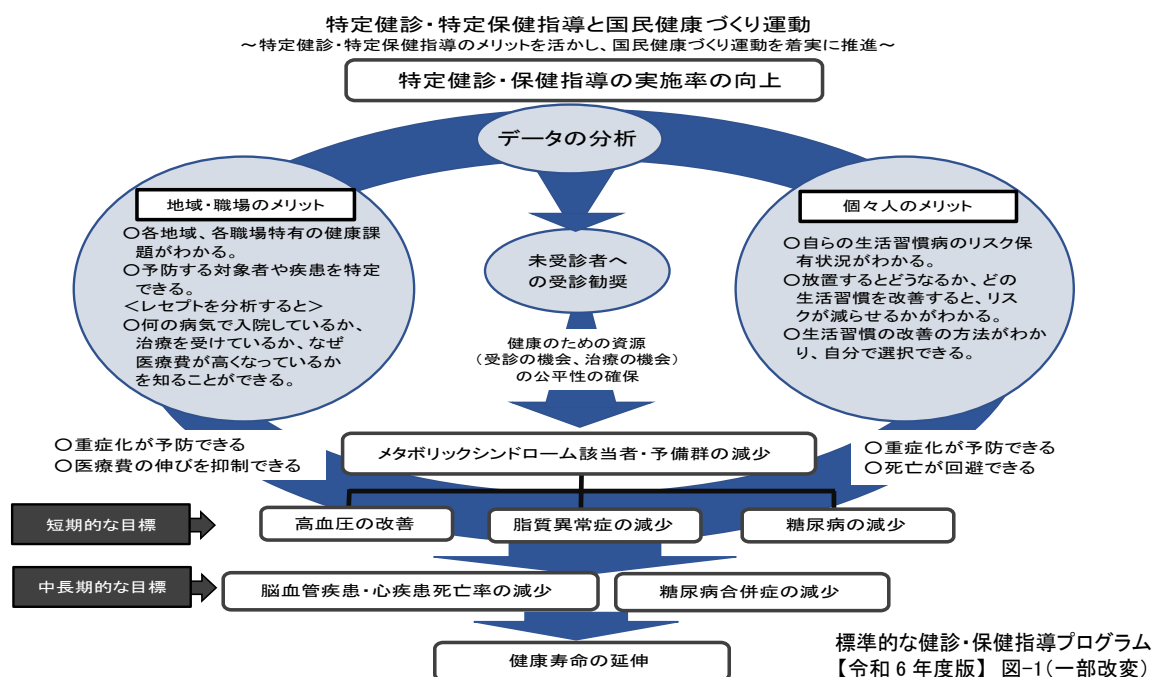 特定健診・特定保健指導と国民健康づくり運動
～特定健診・特定保健指導のメリットを活かし、国民健康づくり運動を着実に推進～
特定健診・保健指導の実施率の向上
データの分析
地域・職場のメリット
○各地域、各職場特有の健康課
題がわかる。
○予防する対象者や疾患を特定
できる。
＜レセプトを分析すると＞
○何の病気で入院しているか、
治療を受けているか、なぜ
医療費が高くなっているか
を知ることができる。
未受診者へ
の受診勧奨
健康のための資源
（受診の機会、治療の機会）
の公平性の確保
個々人のメリット
○自らの生活習慣病のリスク保
有状況がわかる。
○放置するとどうなるか、どの
生活習慣を改善すると、リス
クが減らせるかがわかる。
○生活習慣の改善の方法がわか
り、自分で選択できる。
○重症化が予防できる
○医療費の伸びを抑制できる
メタボリックシンドローム該当者・予備群の減少
○重症化が予防できる
○死亡が回避できる
短期的な目標
高血圧の改善
脂質異常症の減少
糖尿病の減少
中長期的な目標
脳血管疾患・心疾患死亡率の減少
糖尿病合併症の減少
健康寿命の延伸
標準的な健診・保健指導プログラム
【令和6年度版】 図-1（一部改変）